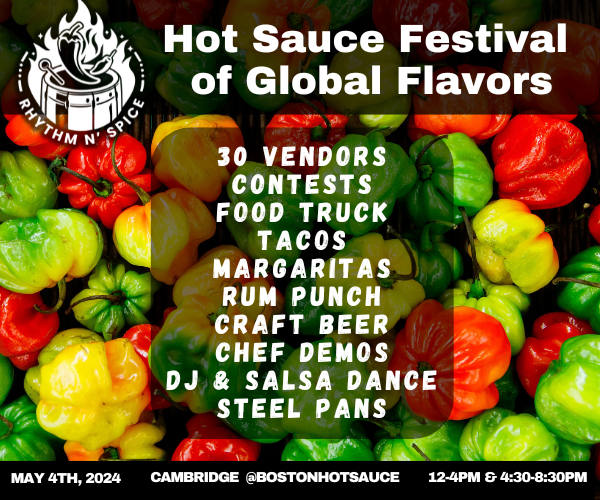 Hot Sauce Festival
of Global Flavors
RHYTHM N' SPICE
30 VENDORS
CONTESTS
FOOD TRUCK
TACOS
MARGARITAS
RUM PUNCH
CRAFT BEER
CHEF DEMOS
DJ & SALSA DANCE
STEEL PANS
MAY 4TH, 2024 CAMBRIDGE @BOSTONHOTSAUCE 12-4PM & 4:30-8:30PM